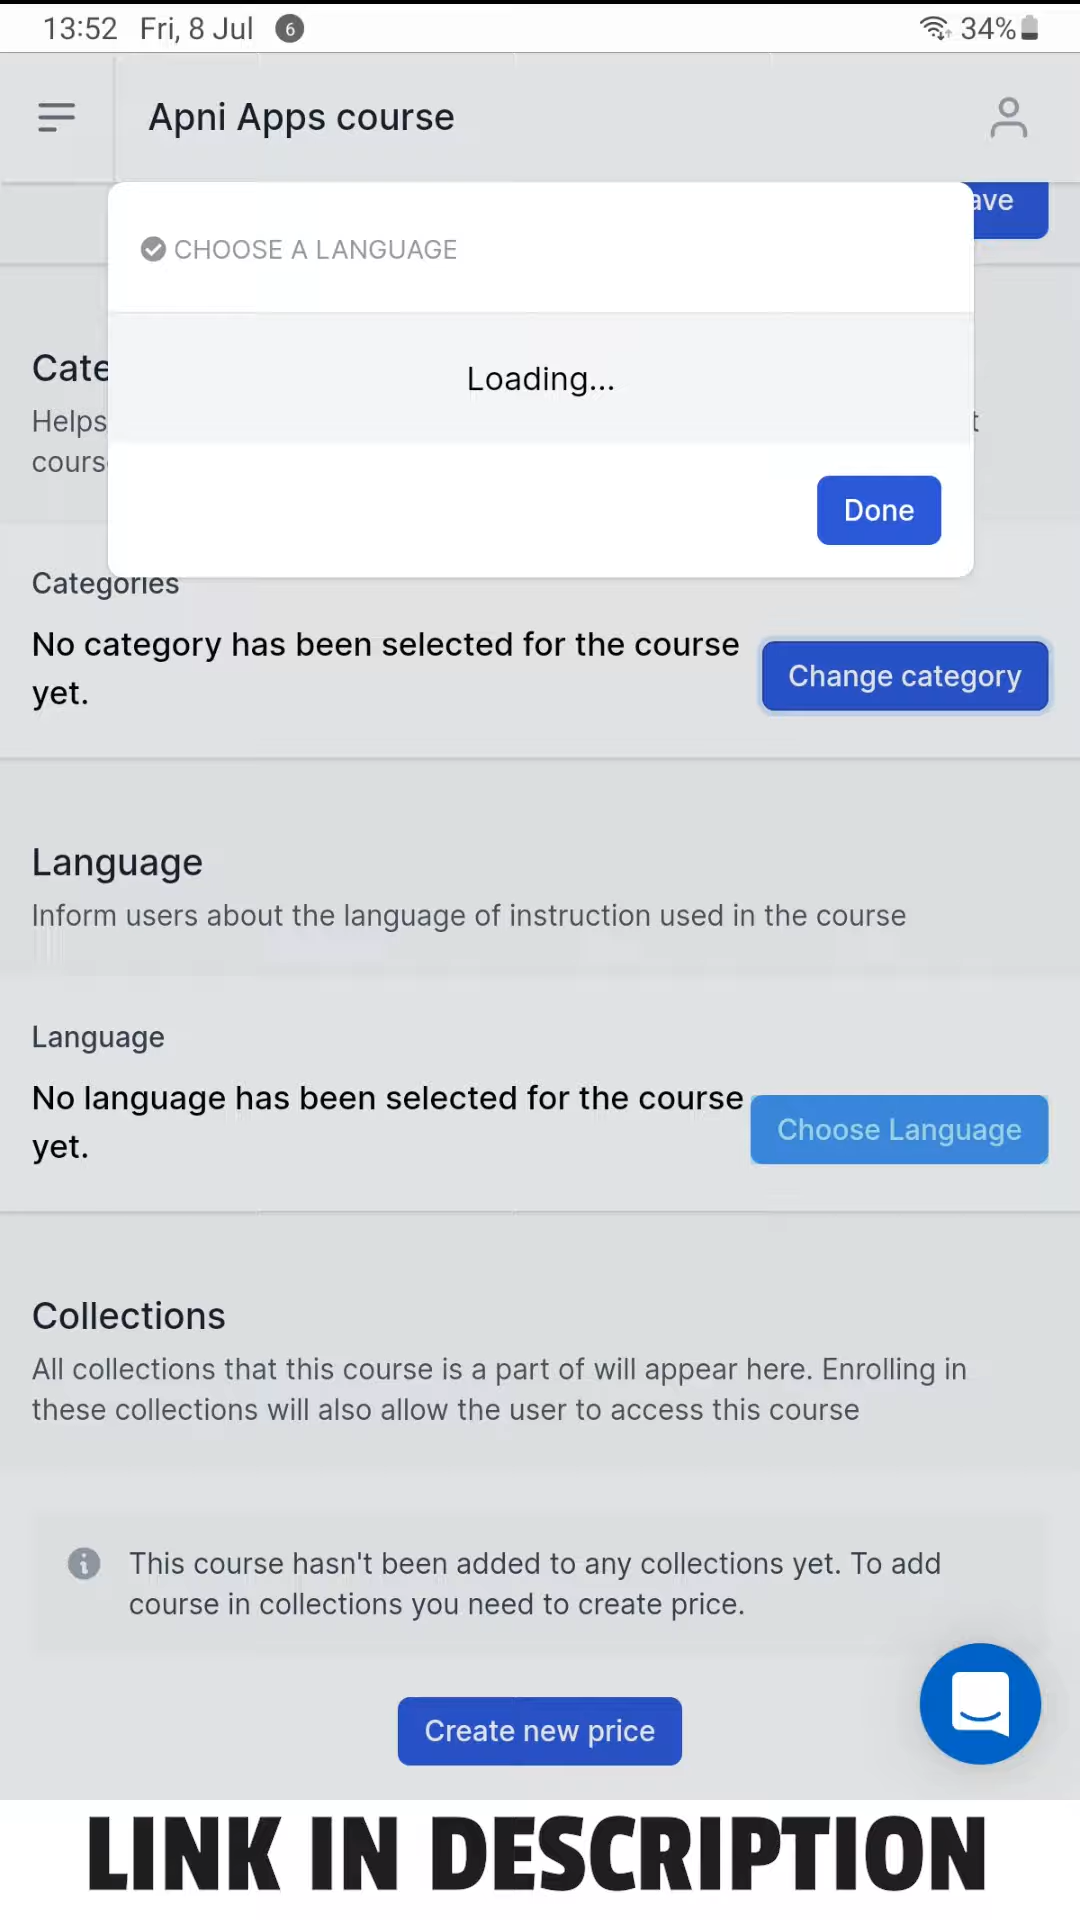 13:52 Fri, 8 Jul 6 34%
Apni Apps course
ave
CHOOSE A LANGUAGE
Loading...
Cate
Helps t
cours
Done
Categories
No category has been selected for the course
yet.
Change category
Language
Inform users about the language of instruction used in the course
Language
No language has been selected for the course
yet.
Choose Language
Collections
All collections that this course is a part of will appear here. Enrolling in
these collections will also allow the user to access this course
This course hasn't been added to any collections yet. To add
course in collections you need to create price.
Create new price
LINK IN DESCRIPTION